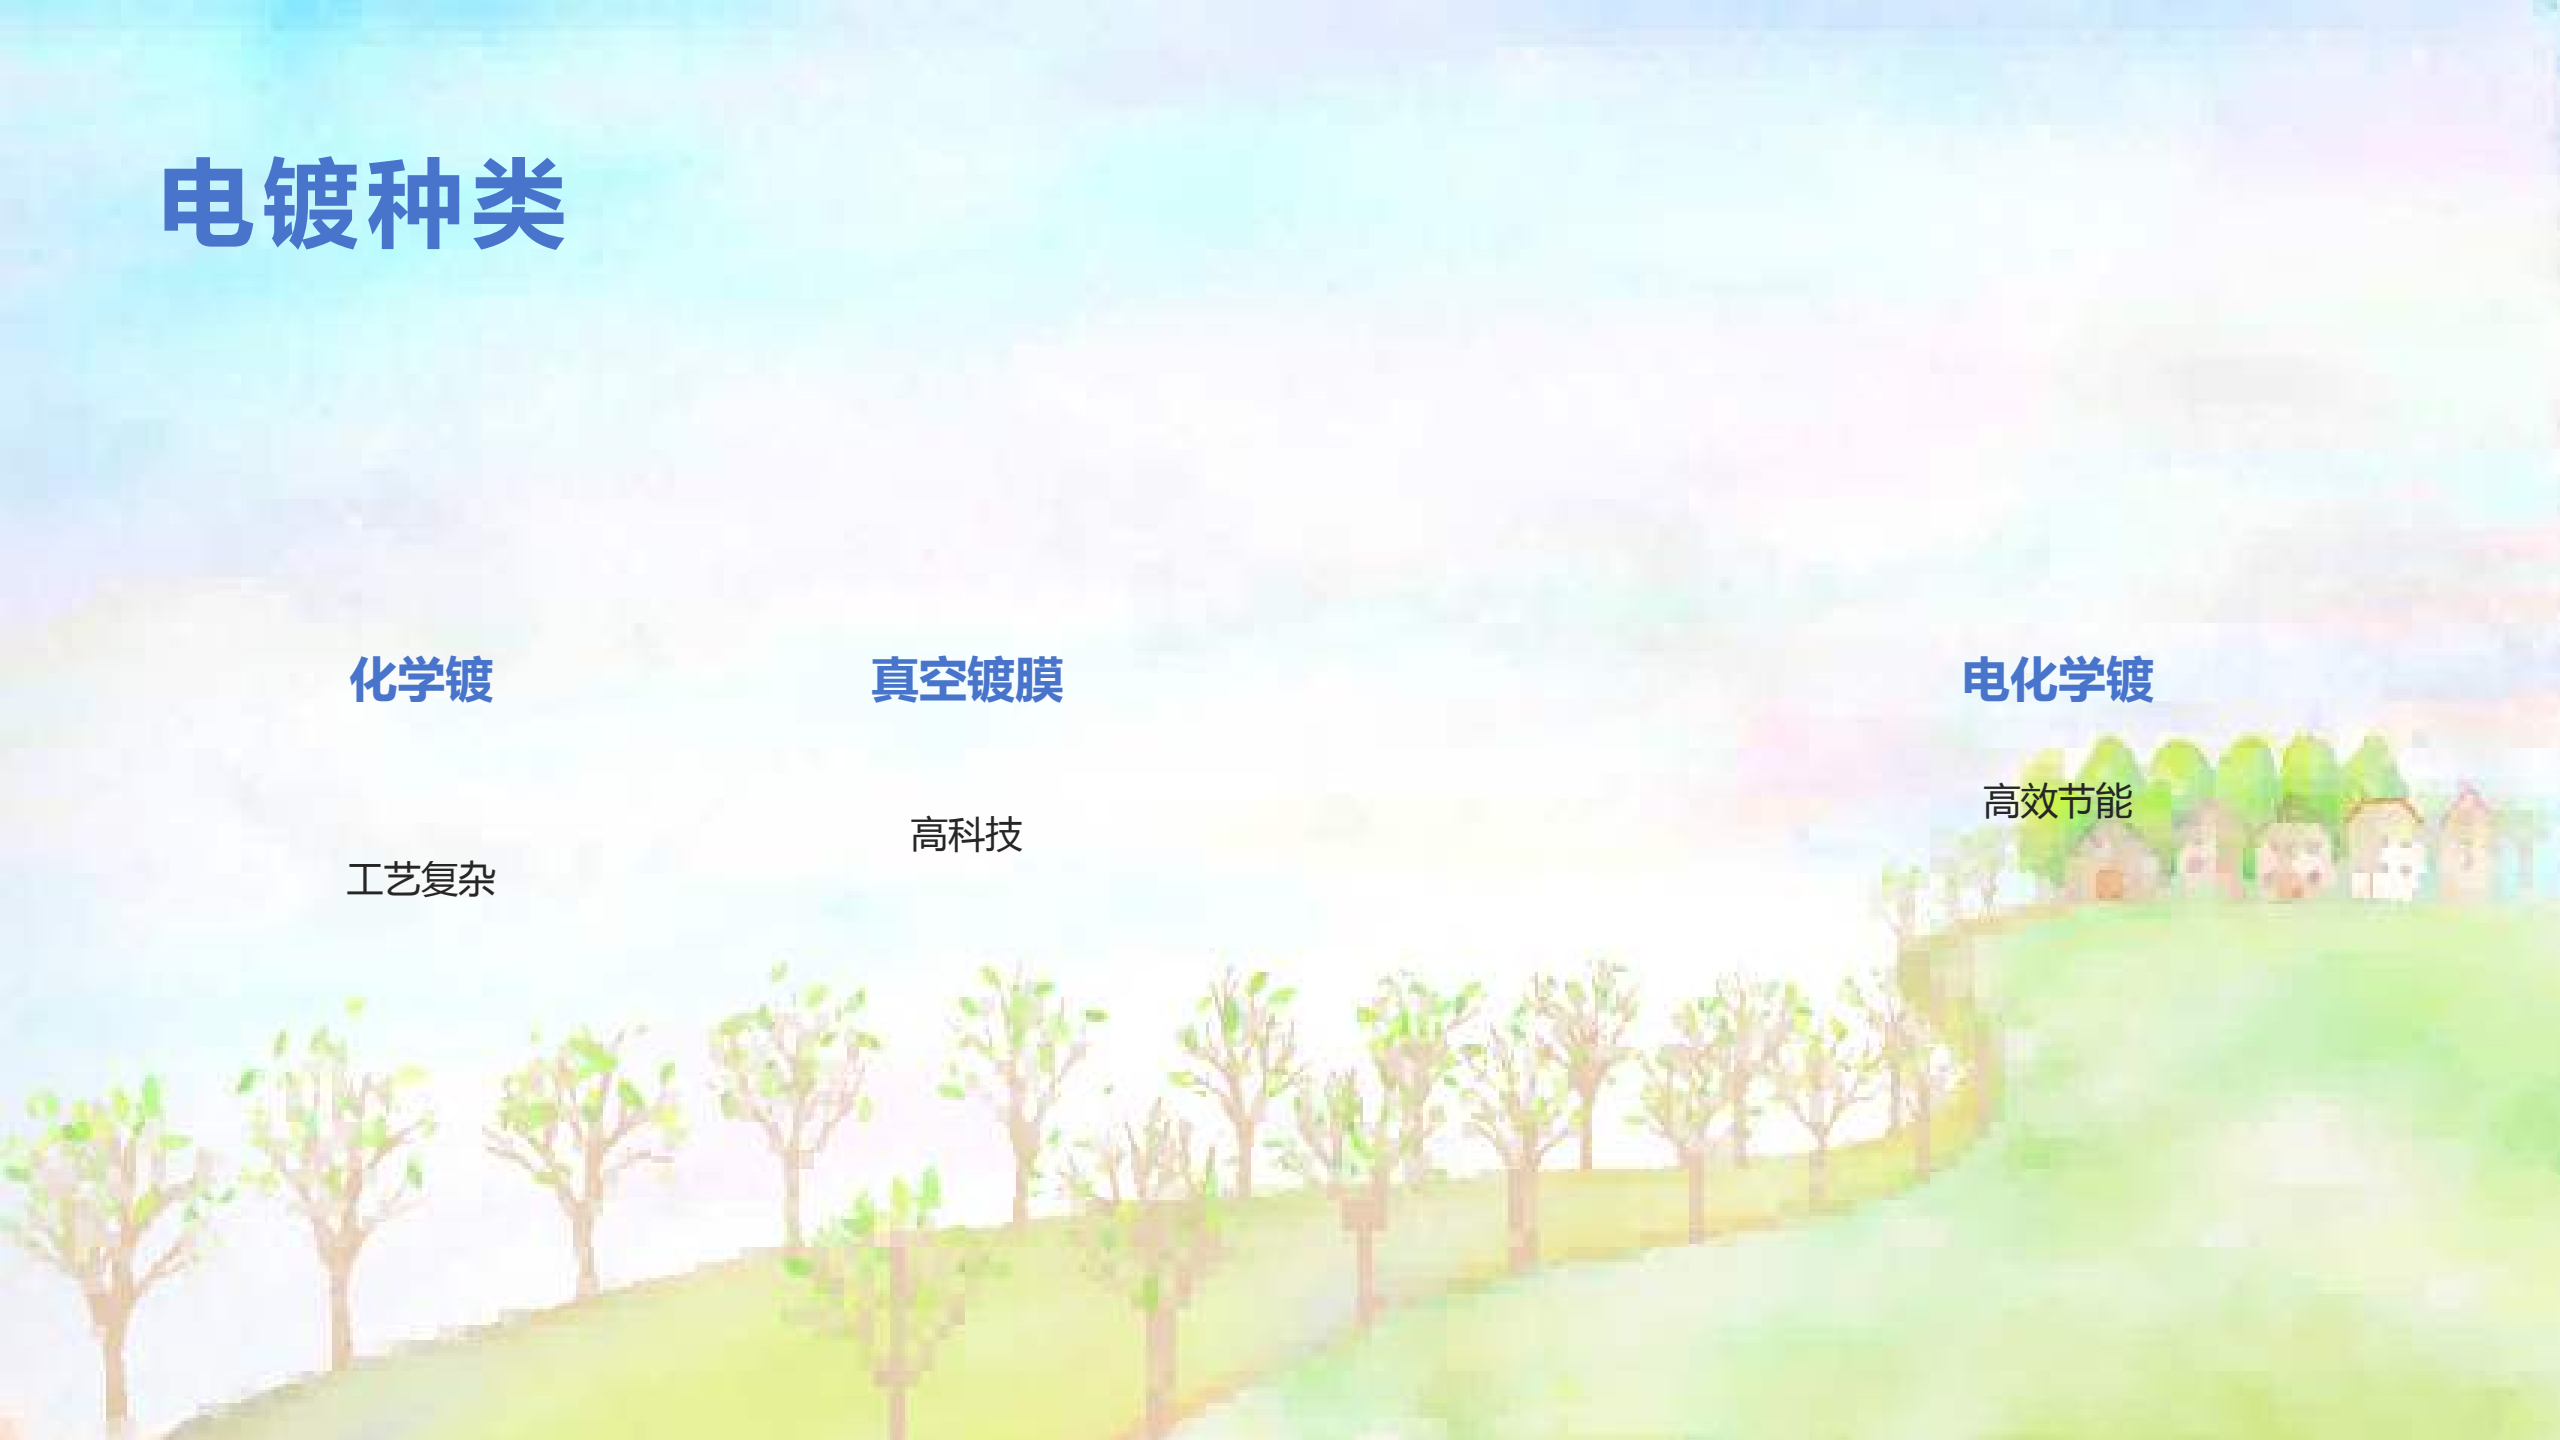 电镀种类
化学镀
工艺复杂
真空镀膜
高科技
电化学镀
高效节能